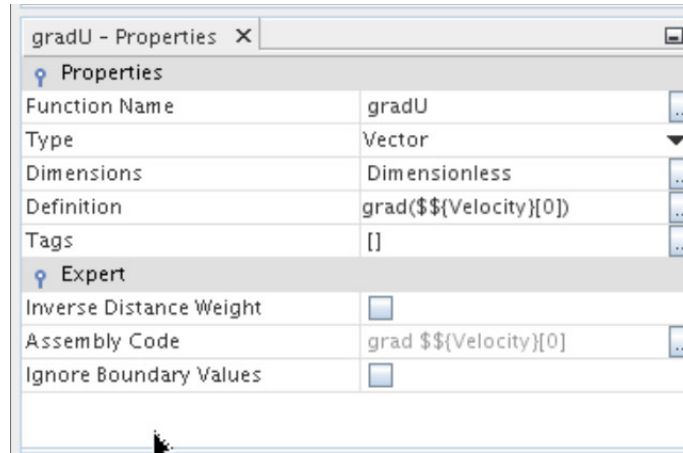 gradU - Properties
Properties
Function Name gradU
Type Vector
Dimensions Dimensionless
Definition grad($${Velocity}[0])
Tags []
Expert
Inverse Distance Weight
Assembly Code grad $${Velocity}[0]
Ignore Boundary Values